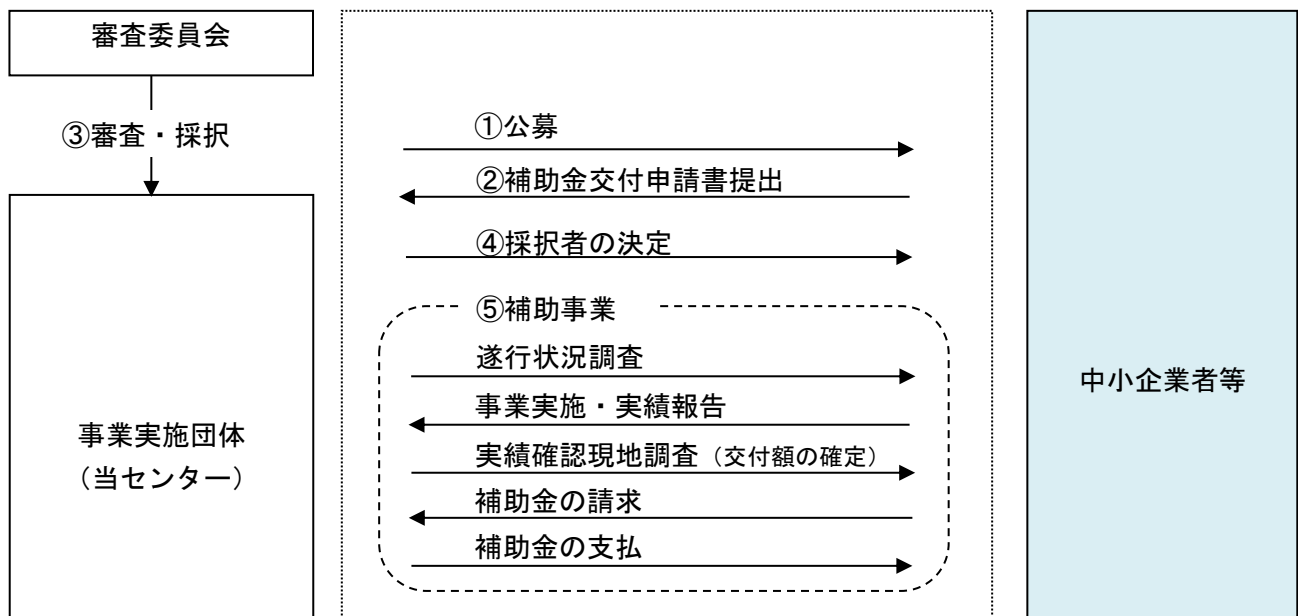 審査委員会
③審査・採択
事業実施団体
（当センター）
①公募
②補助金交付申請書提出
④採択者の決定
⑤補助事業
遂行状況調査
事業実施・実績報告
実績確認現地調査（交付額の確定）
補助金の請求
補助金の支払
中小企業者等